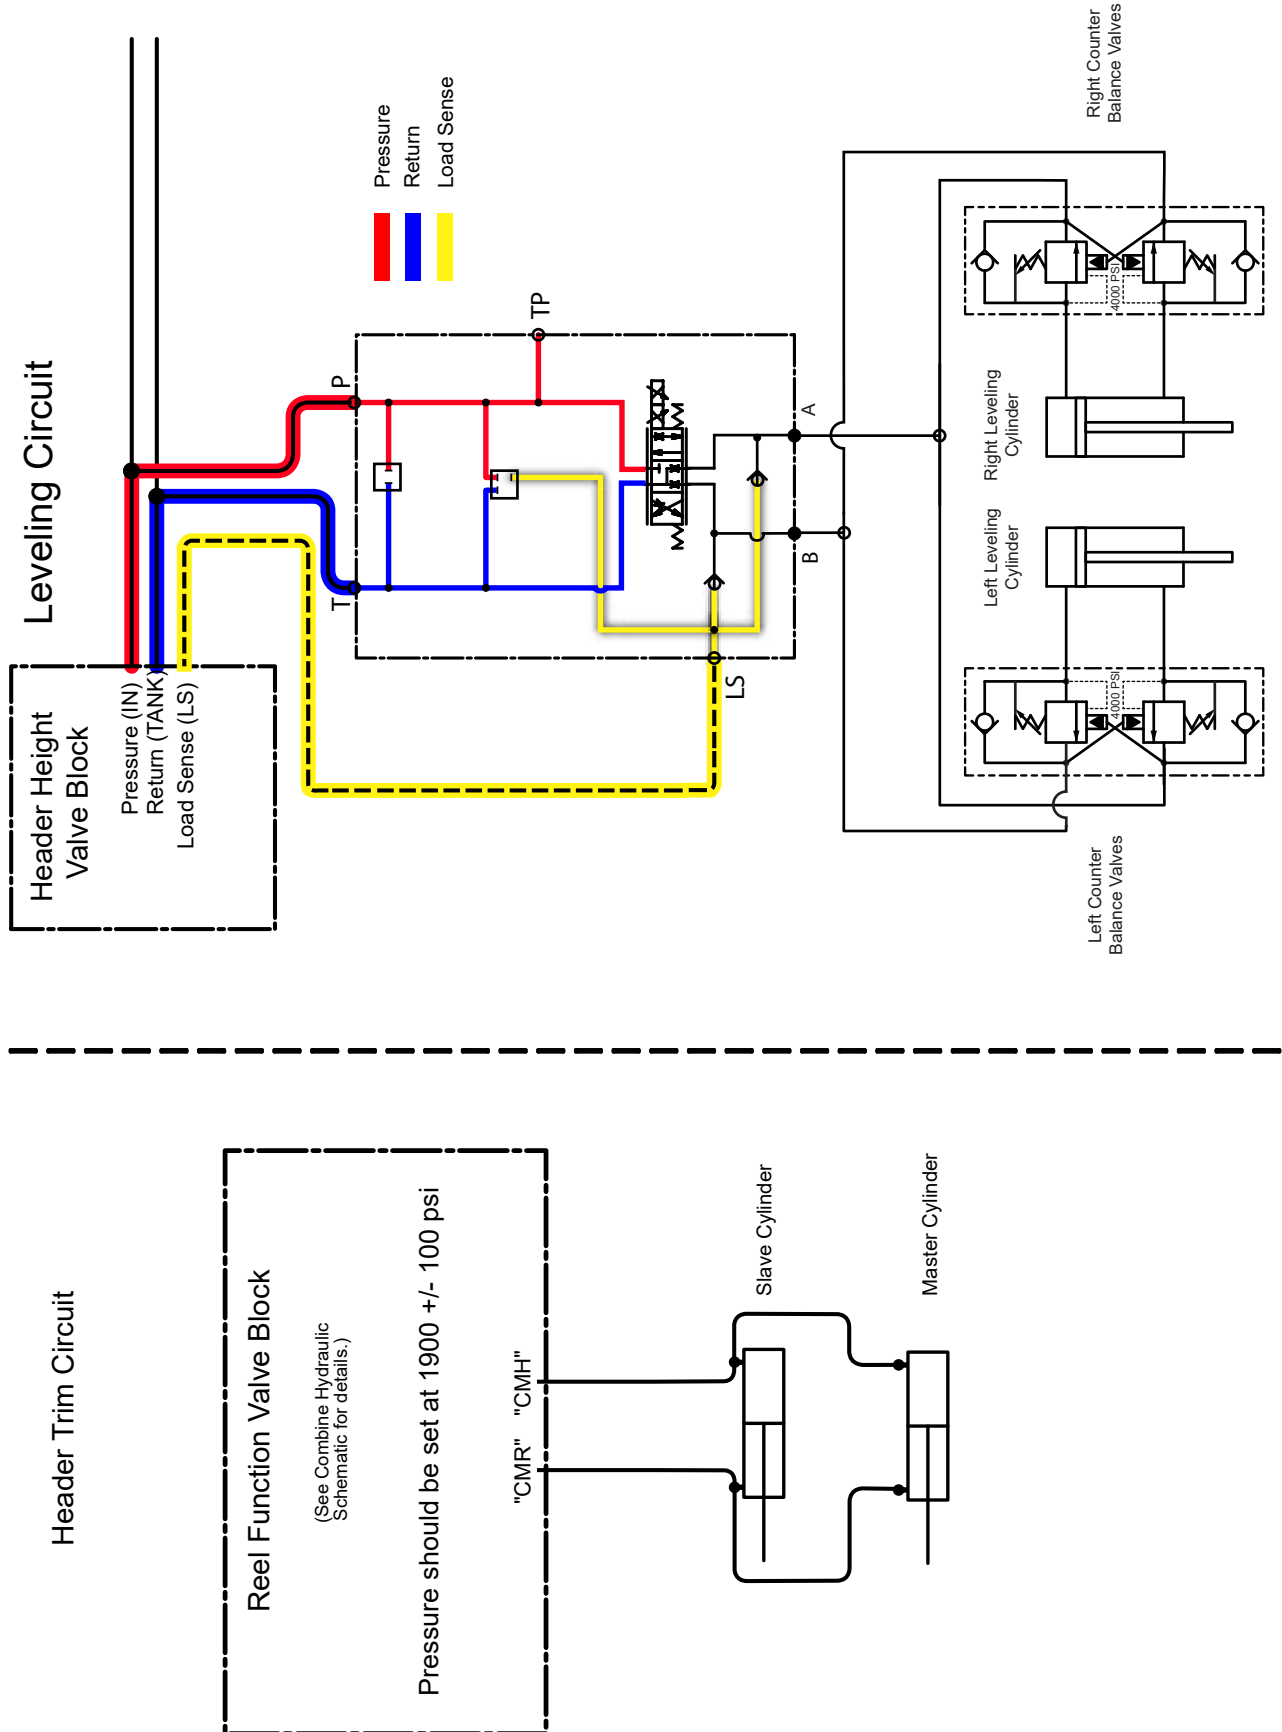 Header Trim Circuit
Reel Function Valve Block
(See Combine Hydraulic
Schematic for details.)
Pressure should be set at 1900 +/- 100 psi
"CMR"
"CMH"
Slave Cylinder
Master Cylinder
Leveling Circuit
Header Height
Valve Block
Pressure (IN)
Return (TANK)
Load Sense (LS)
Pressure
Return
Load Sense
T
P
TP
LS
B
A
Left Leveling
Cylinder
Right Leveling
Cylinder
4000 PSI
4000 PSI
Left Counter
Balance Valves
Right Counter
Balance Valves